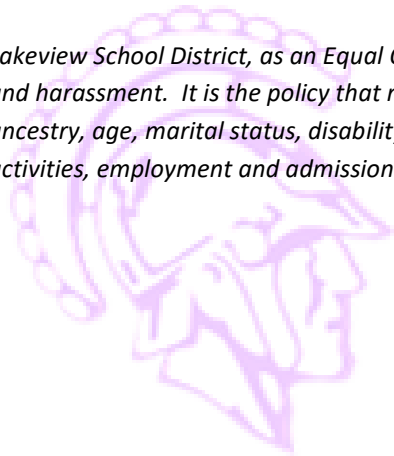 akeview School District, as an Equal
nd harassment.  It is the policy that
ncestry, age, marital status, disability,
ctivities, employment and admission